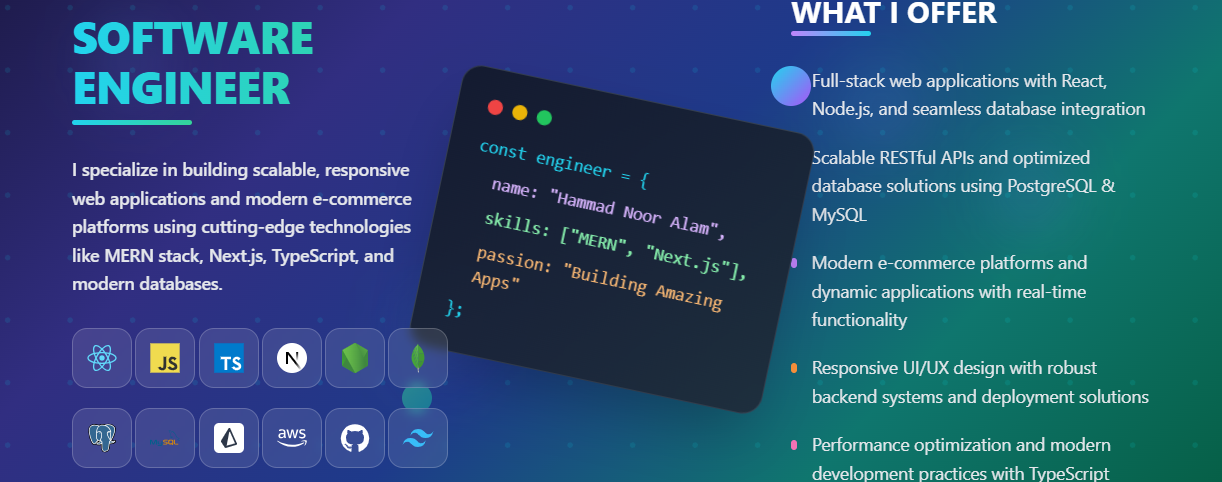 SOFTWARE
ENGINEER
I specialize in building scalable, responsive
web applications and modern e-commerce
platforms using cutting-edge technologies
like MERN stack, Next.js, TypeScript, and
modern databases.
JS
TS
N
SQL
aws
const engineer = {
name: "Hammad Noor Alam",
skills: ["MERN", "Next.js"],
passion: "Building Amazing
Apps"
};
WHAT I OFFER
Full-stack web applications with React,
Node.js, and seamless database integration
Scalable RESTful APIs and optimized
database solutions using PostgreSQL &
MySQL
Modern e-commerce platforms and
dynamic applications with real-time
functionality
Responsive UI/UX design with robust
backend systems and deployment solutions
Performance optimization and modern
development practices with TypeScript